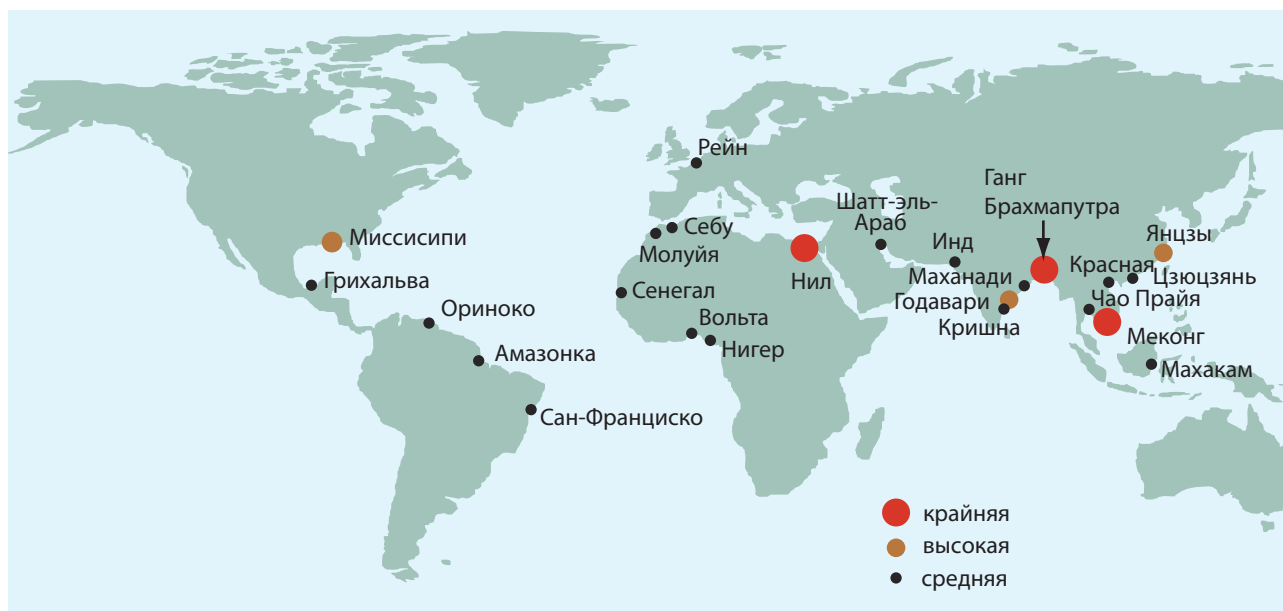 Рейн
Ганг
Брахмапутра
Шатт-эль-
Араб
Себу
Молуйя
Миссисипи
Янцзы
Инд
Нил
Маханади
Красная
Цзюцзянь
Грихальва
Сенегал
Годавари
Чао Прайя
Ориноко
Вольта
Кришна
Нигер
Меконг
Амазонка
Махакам
Сан-Франциско
крайняя
высокая
средняя